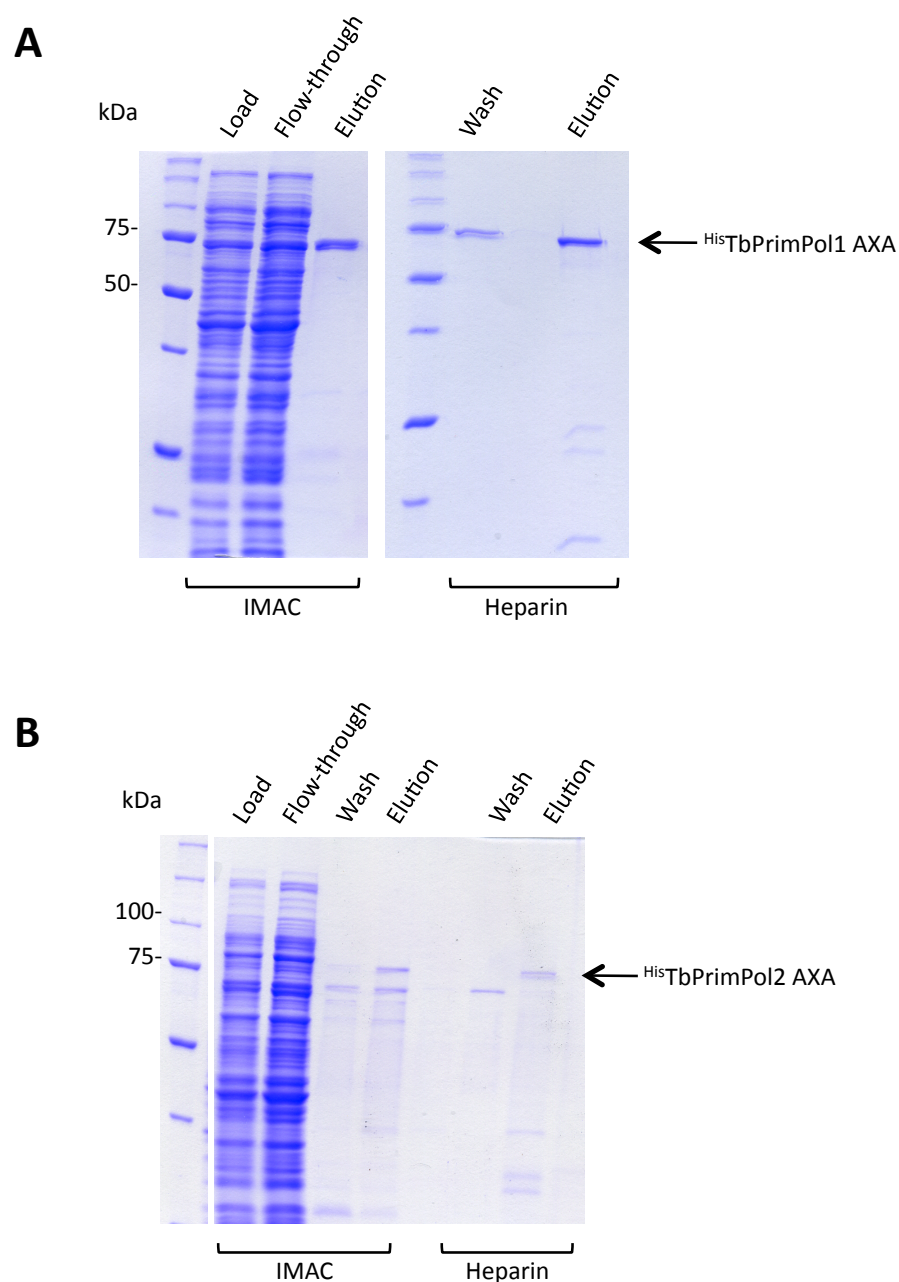 A
kDa
Load
Flow-through
Elution
Wash
Elution
75-
50-
HisTbPrimPol1 AXA
IMAC
Heparin
B
kDa
Load
Flow-through
Wash
Elution
Wash
Elution
100-
75-
HisTbPrimPol2 AXA
IMAC
Heparin